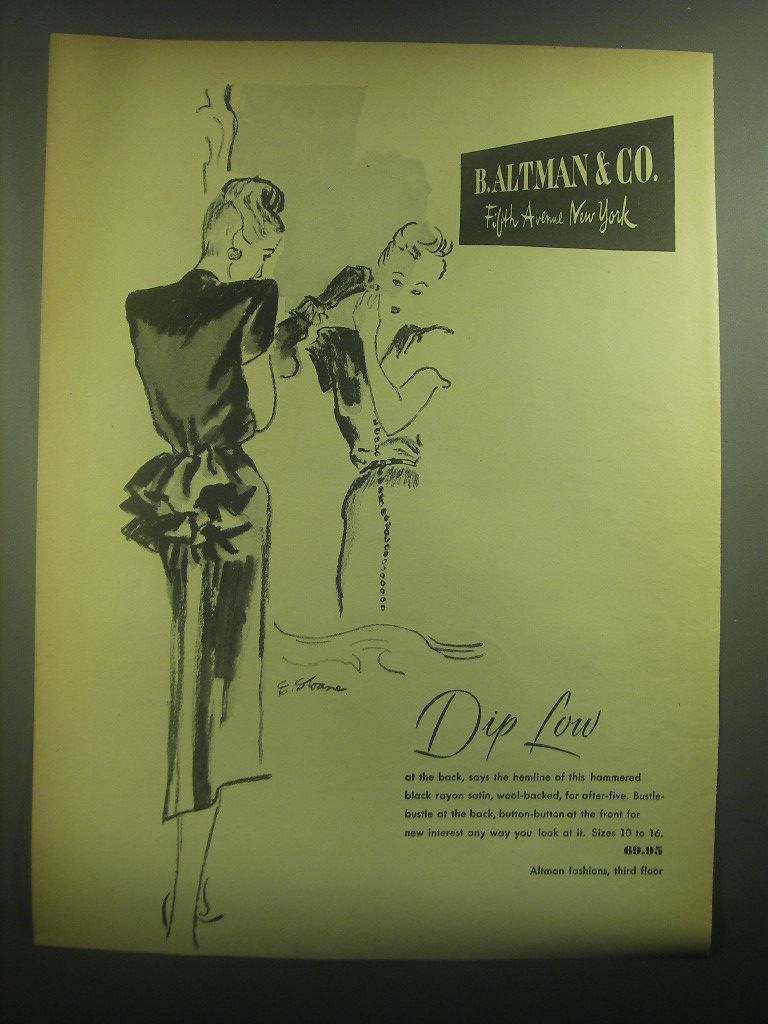 B. ALTMAN & CO.
Fifth Avenue New York
E. Sloane.
Dip Low
at the back, says the hemline of this hammered
black rayon satin, wool-backed, for after-five. Bustle-
bustle at the back, button-button at the front for
new interest any way you look at it. Sizes 10 to 16.
69.95
Altman fashions, third floor